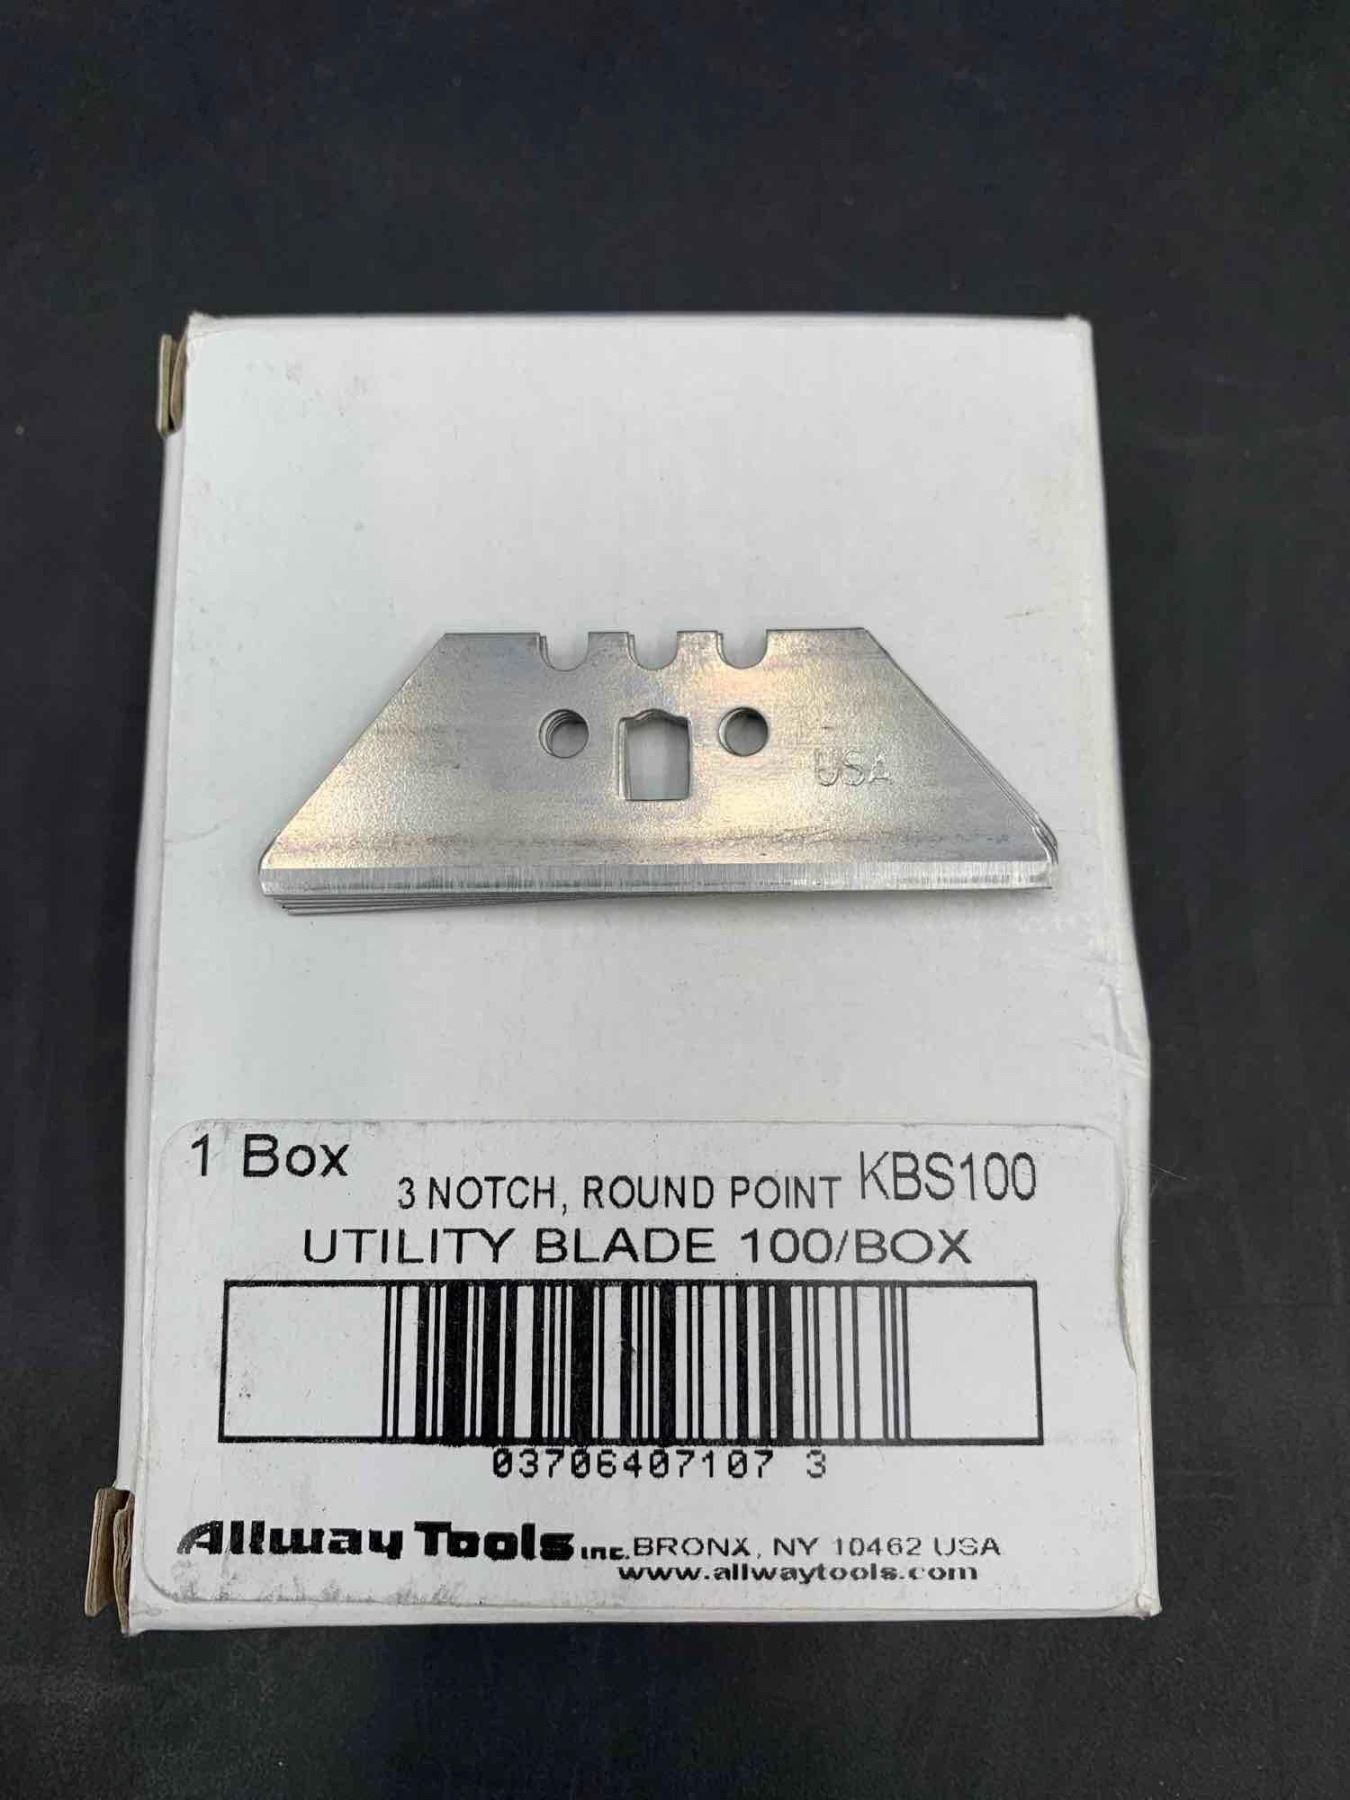 USA
1 Box
3 NOTCH, ROUND POINT KBS100
UTILITY BLADE 100/BOX
03706407107 3
Allway Tools inc. BRONX, NY 10462 USA
www.allwaytools.com